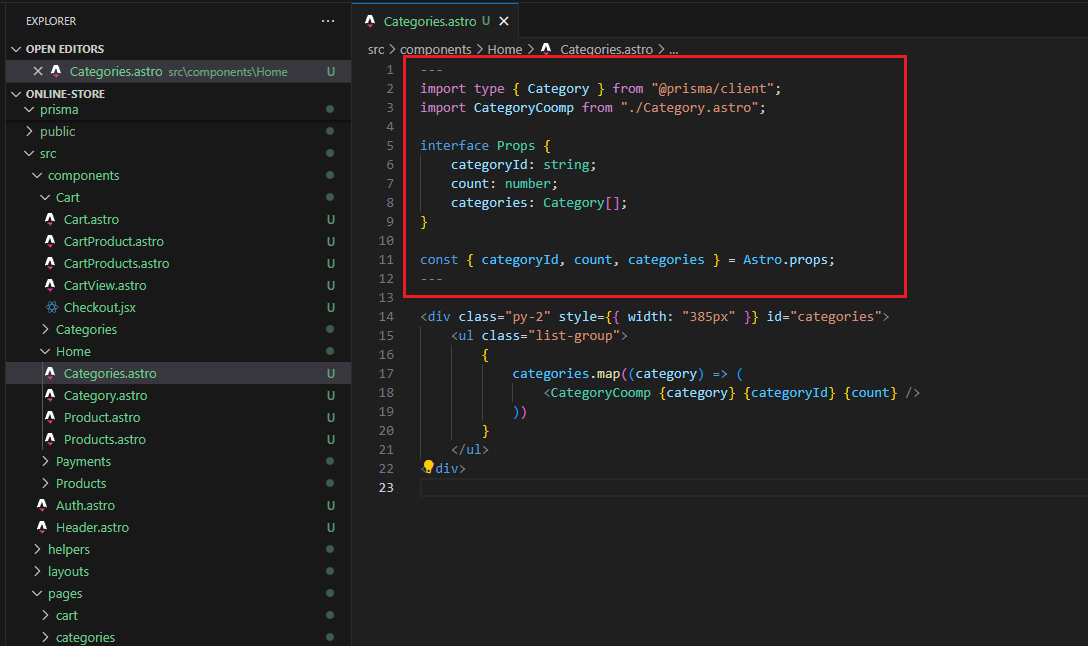 EXPLORER
OPEN EDITORS
Categories.astro src\components\Home U
ONLINE-STORE
prisma
public
src
components
Cart
Cart.astro U
CartProduct.astro U
CartProducts.astro U
CartView.astro U
Checkout.jsx U
Categories
Home
Categories.astro U
Category.astro U
Product.astro U
Products.astro U
Payments
Products
Auth.astro U
Header.astro U
helpers
layouts
pages
cart
categories
Categories.astro U
src > components > Home > Categories.astro > ...
1 ---
2 import type { Category } from "@prisma/client";
3 import CategoryCoomp from "./Category.astro";
4
5 interface Props {
6 categoryId: string;
7 count: number;
8 categories: Category[];
9 }
10
11 const { categoryId, count, categories } = Astro.props;
12 ---
13
14 <div class="py-2" style={{ width: "385px" }} id="categories">
15 <ul class="list-group">
16 {
17 categories.map((category) => (
18 <CategoryCoomp {category} {categoryId} {count} />
19 ))
20 }
21 </ul>
22 div>
23